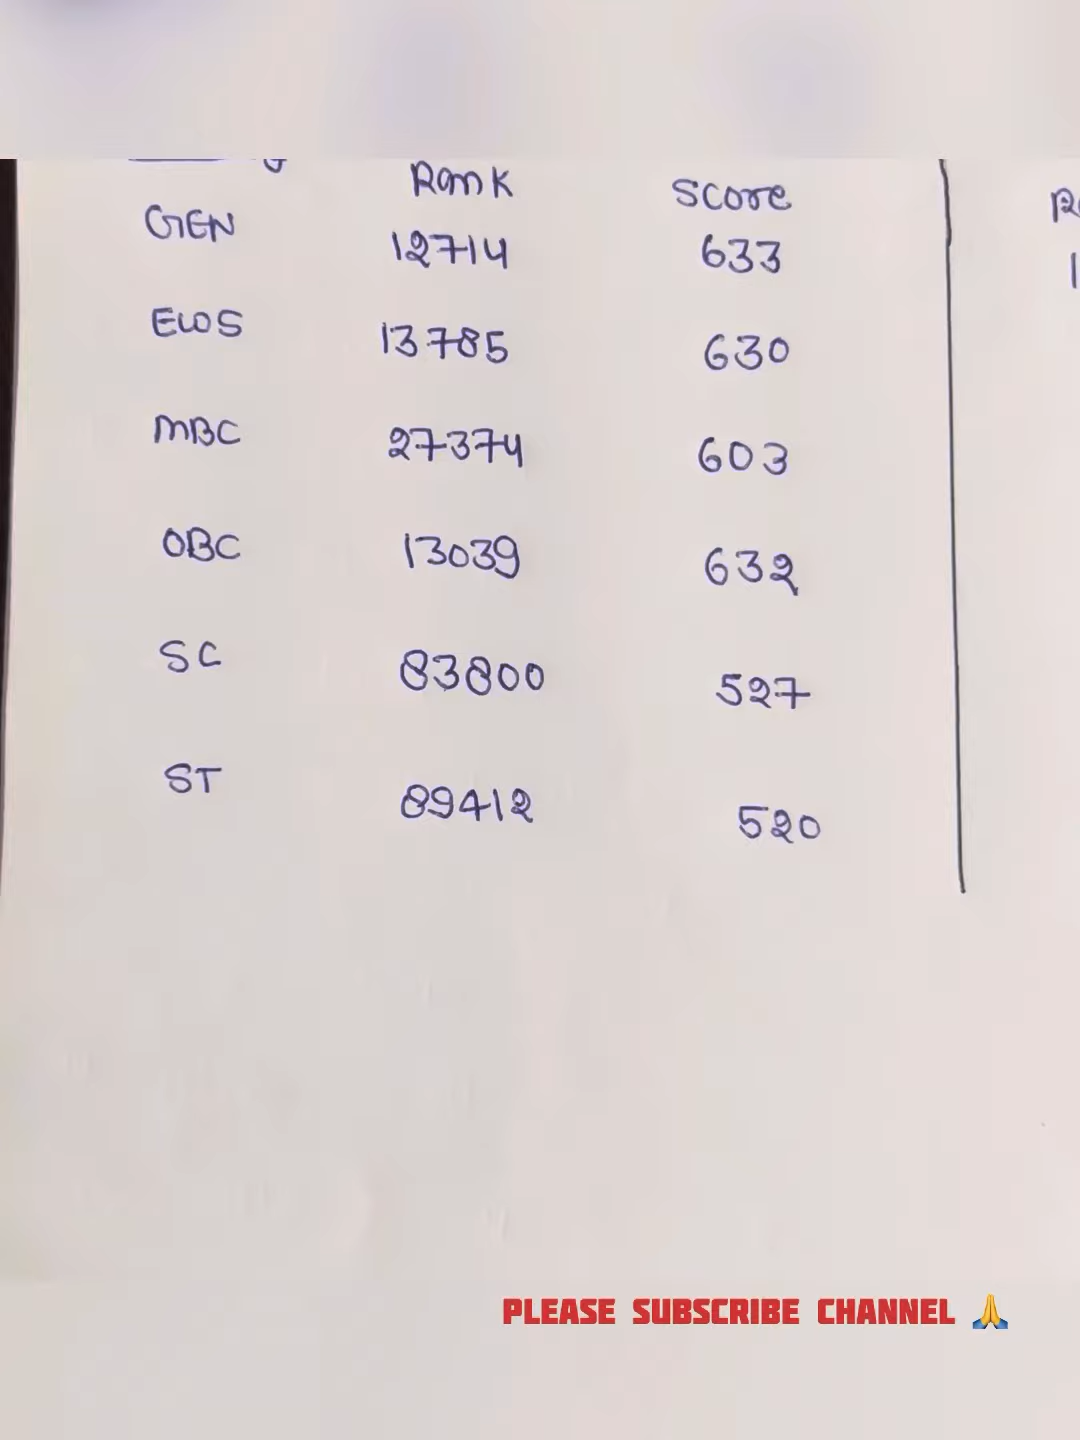 Rank Score
GEN 12714 633
EWS 13785 630
MBC 27374 603
OBC 13039 632
SC 83800 527
ST 89412 520
PLEASE SUBSCRIBE CHANNEL 🙏